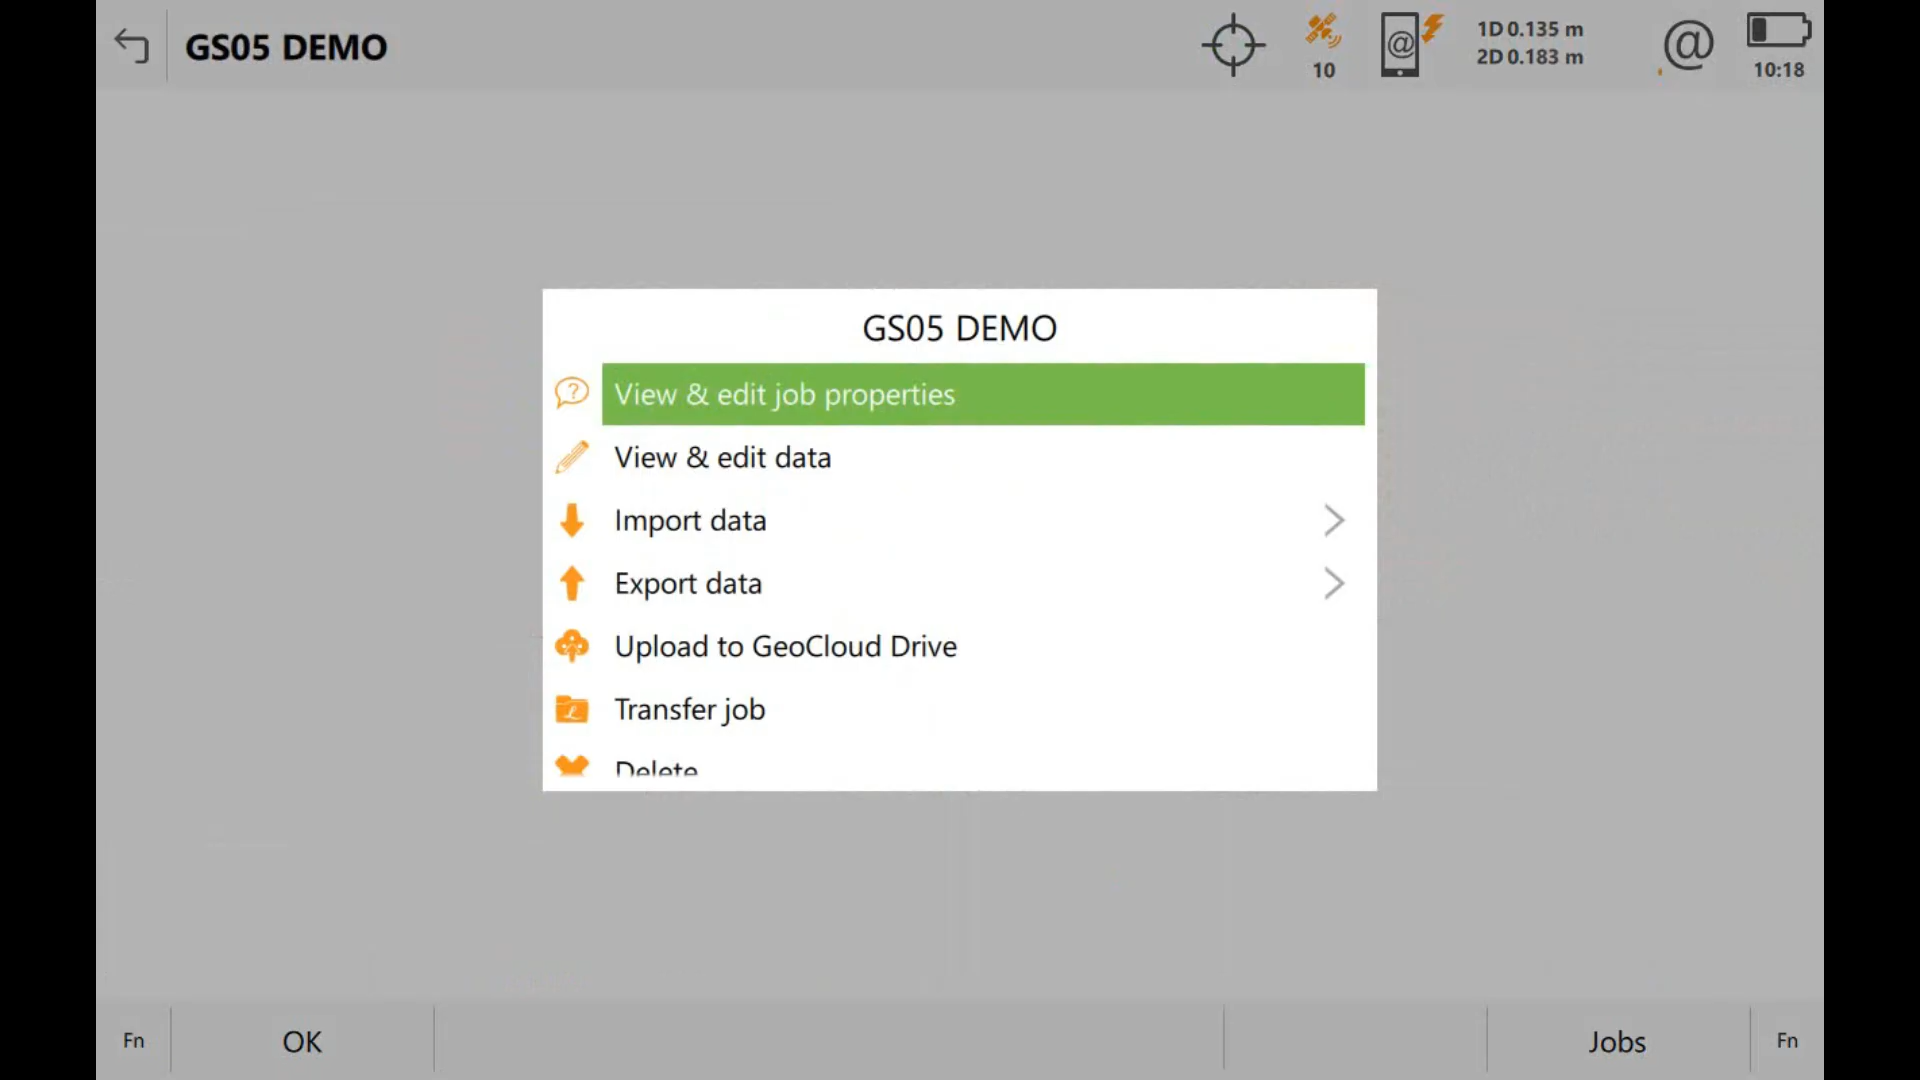 GS05 DEMO
10
@
1D 0.135 m
2D 0.183 m
@
10:18
GS05 DEMO
View & edit job properties
View & edit data
Import data
Export data
Upload to GeoCloud Drive
Transfer job
Delete
Fn
OK
Jobs
Fn